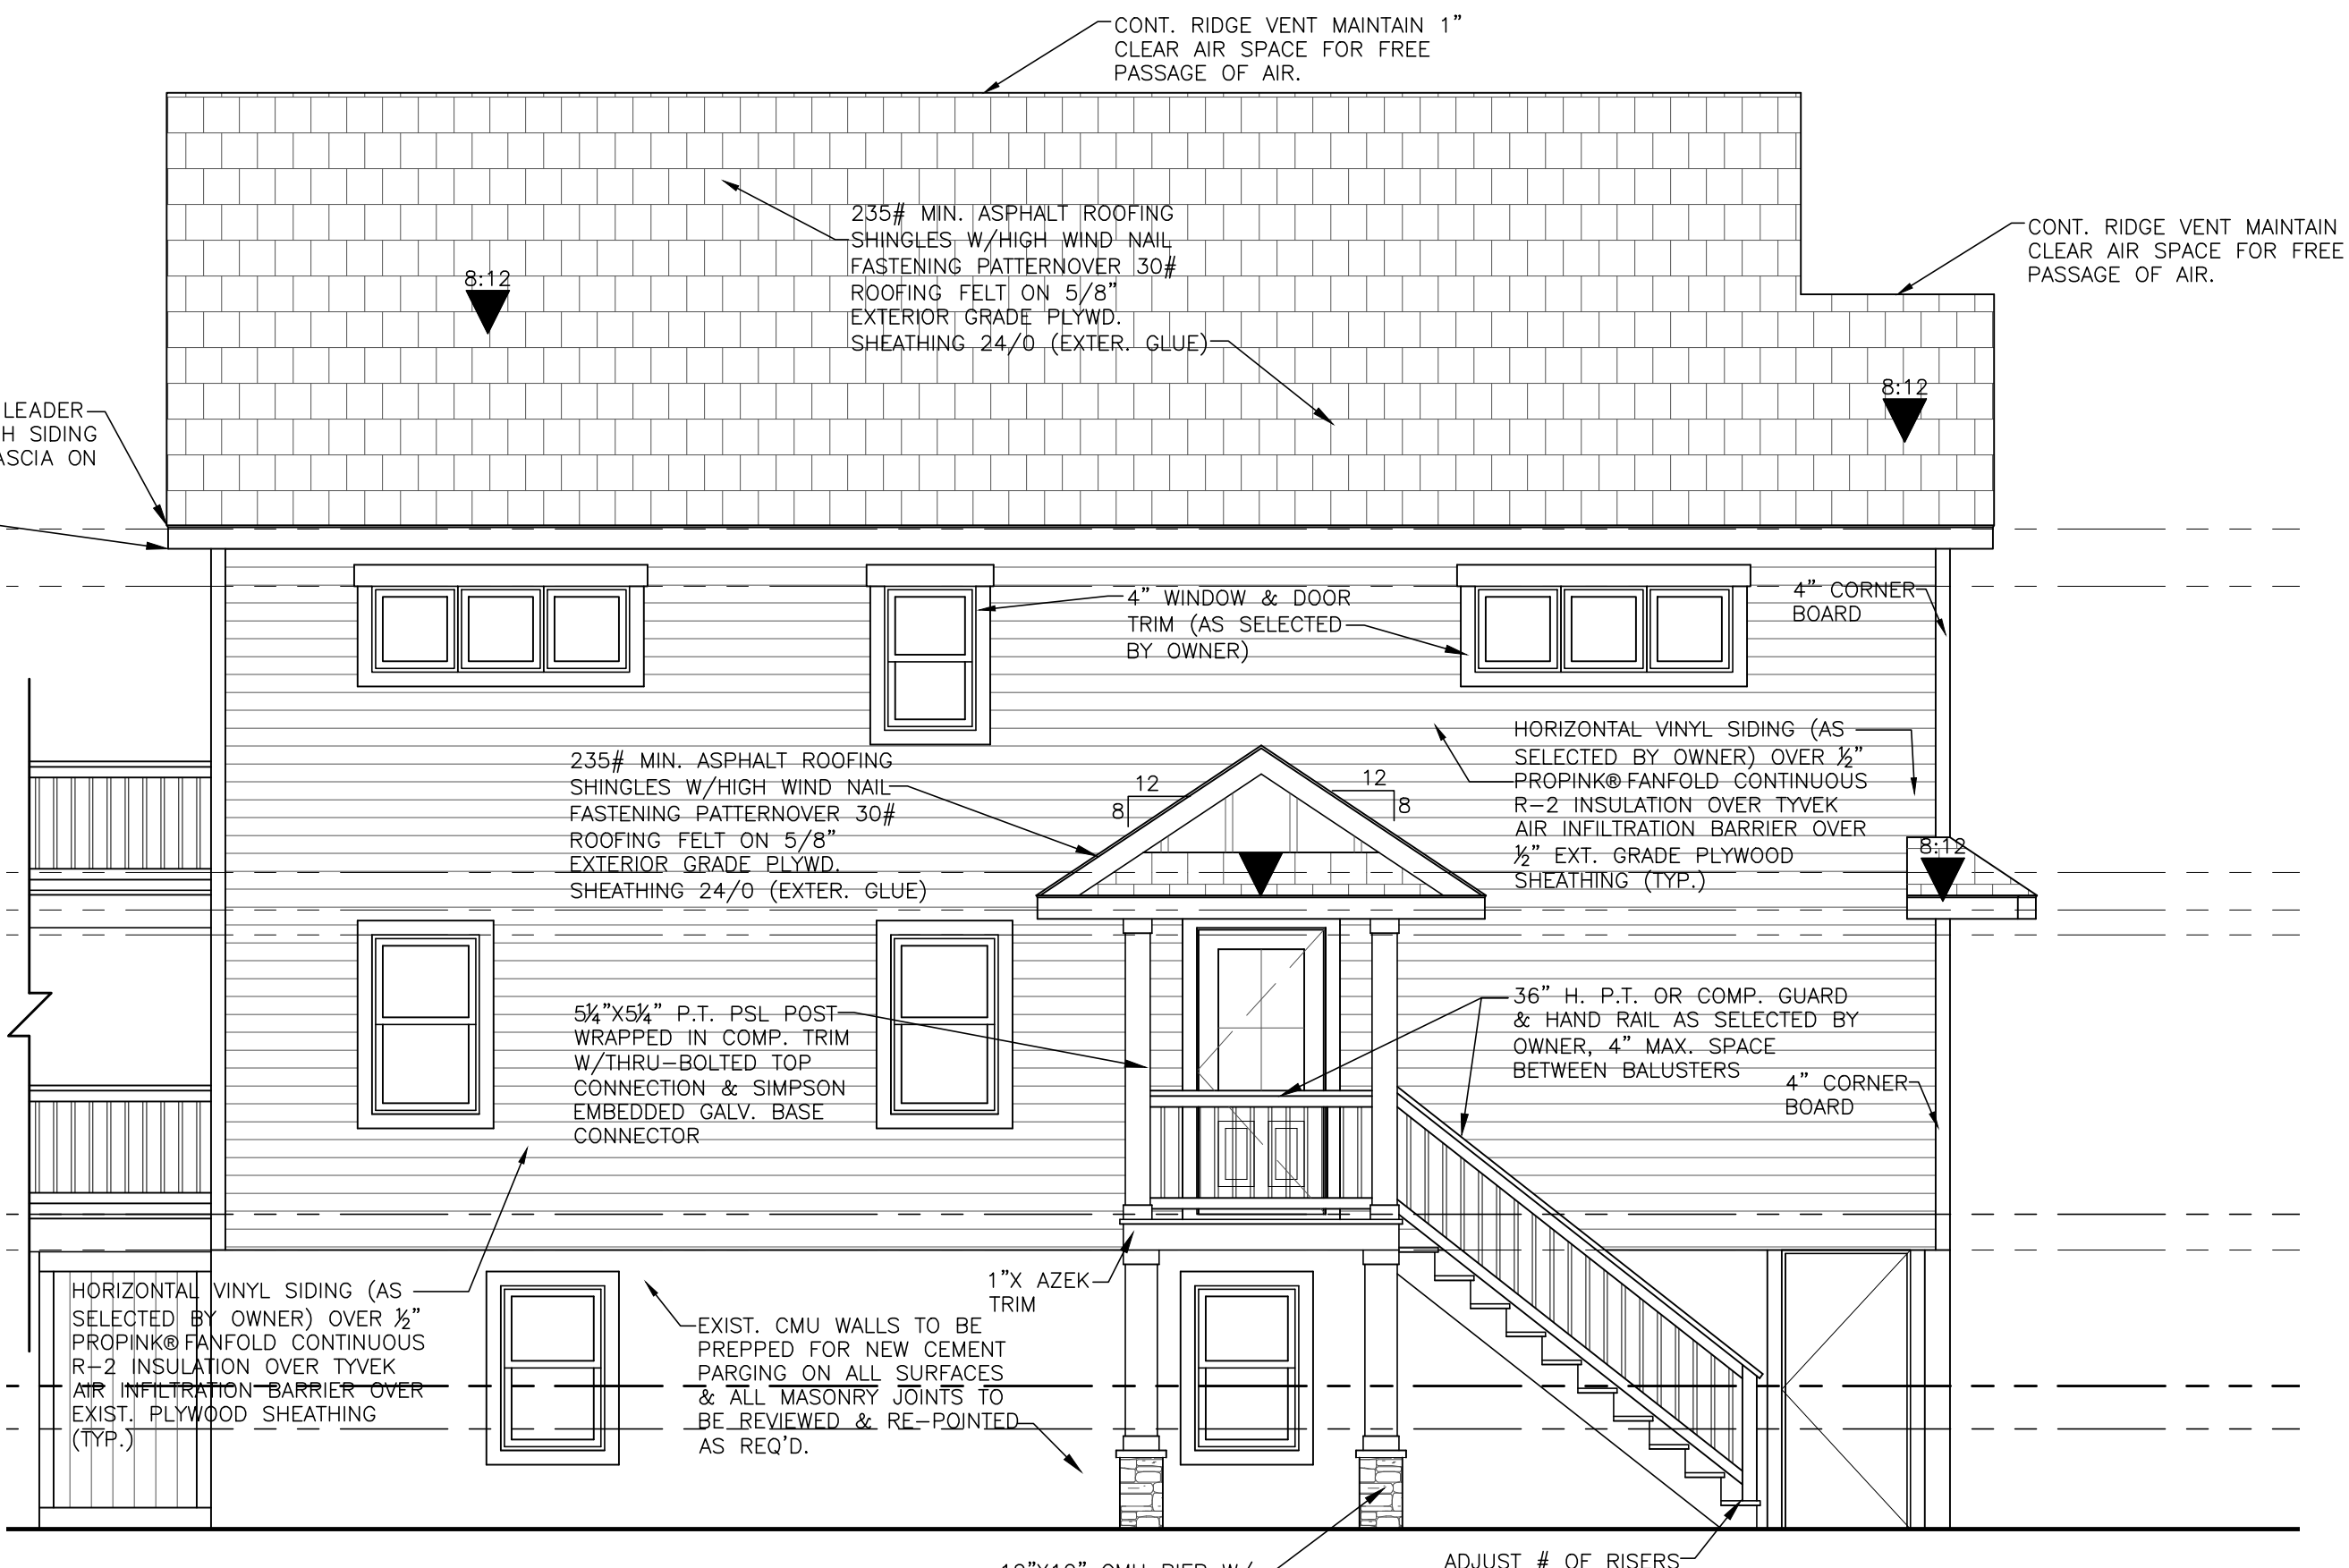 CONT. RIDGE VENT MAINTAIN 1"
CLEAR AIR SPACE FOR FREE
PASSAGE OF AIR.
235# MIN. ASPHALT ROOFING
SHINGLES W/HIGH WIND NAIL
FASTENING PATTERNOVER 30#
ROOFING FELT ON 5/8"
EXTERIOR GRADE PLYWD.
SHEATHING 24/0 (EXTER. GLUE)
8:12
CONT. RIDGE VENT MAINTAIN
CLEAR AIR SPACE FOR FREE
PASSAGE OF AIR.
8:12
LEADER
H SIDING
ASCIA ON
4" WINDOW & DOOR
TRIM (AS SELECTED
BY OWNER)
4" CORNER
BOARD
235# MIN. ASPHALT ROOFING
SHINGLES W/HIGH WIND NAIL
FASTENING PATTERNOVER 30#
ROOFING FELT ON 5/8"
EXTERIOR GRADE PLYWD.
SHEATHING 24/0 (EXTER. GLUE)
12
8
12
8
HORIZONTAL VINYL SIDING (AS
SELECTED BY OWNER) OVER ½"
PROPINK® FANFOLD CONTINUOUS
R-2 INSULATION OVER TYVEK
AIR INFILTRATION BARRIER OVER
½" EXT. GRADE PLYWOOD
SHEATHING (TYP.)
8:12
5¼"X5¼" P.T. PSL POST
WRAPPED IN COMP. TRIM
W/THRU-BOLTED TOP
CONNECTION & SIMPSON
EMBEDDED GALV. BASE
CONNECTOR
36" H. P.T. OR COMP. GUARD
& HAND RAIL AS SELECTED BY
OWNER, 4" MAX. SPACE
BETWEEN BALUSTERS
4" CORNER
BOARD
HORIZONTAL VINYL SIDING (AS
SELECTED BY OWNER) OVER ½"
PROPINK® FANFOLD CONTINUOUS
R-2 INSULATION OVER TYVEK
AIR INFILTRATION BARRIER OVER
EXIST. PLYWOOD SHEATHING
(TYP.)
1"X AZEK
TRIM
EXIST. CMU WALLS TO BE
PREPPED FOR NEW CEMENT
PARGING ON ALL SURFACES
& ALL MASONRY JOINTS TO
BE REVIEWED & RE-POINTED
AS REQ'D.
CMU PIER W/
ADJUST # OF RISERS